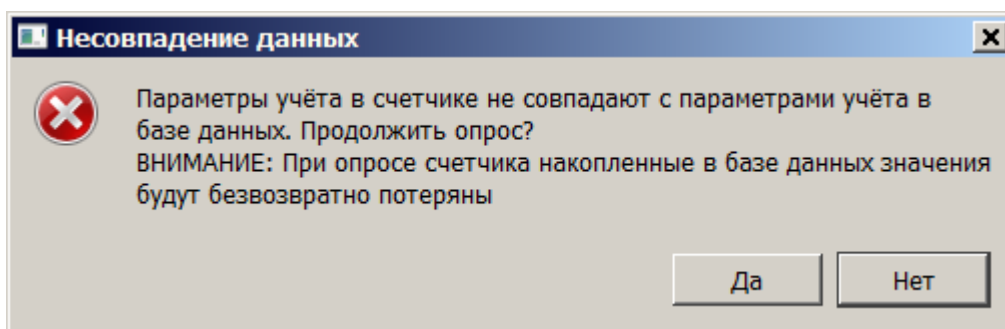 Несовпадение данных
Параметры учёта в счетчике не совпадают с параметрами учёта в
базе данных. Продолжить опрос?
ВНИМАНИЕ: При опросе счетчика накопленные в базе данных значения
будут безвозвратно потеряны
Да
Нет